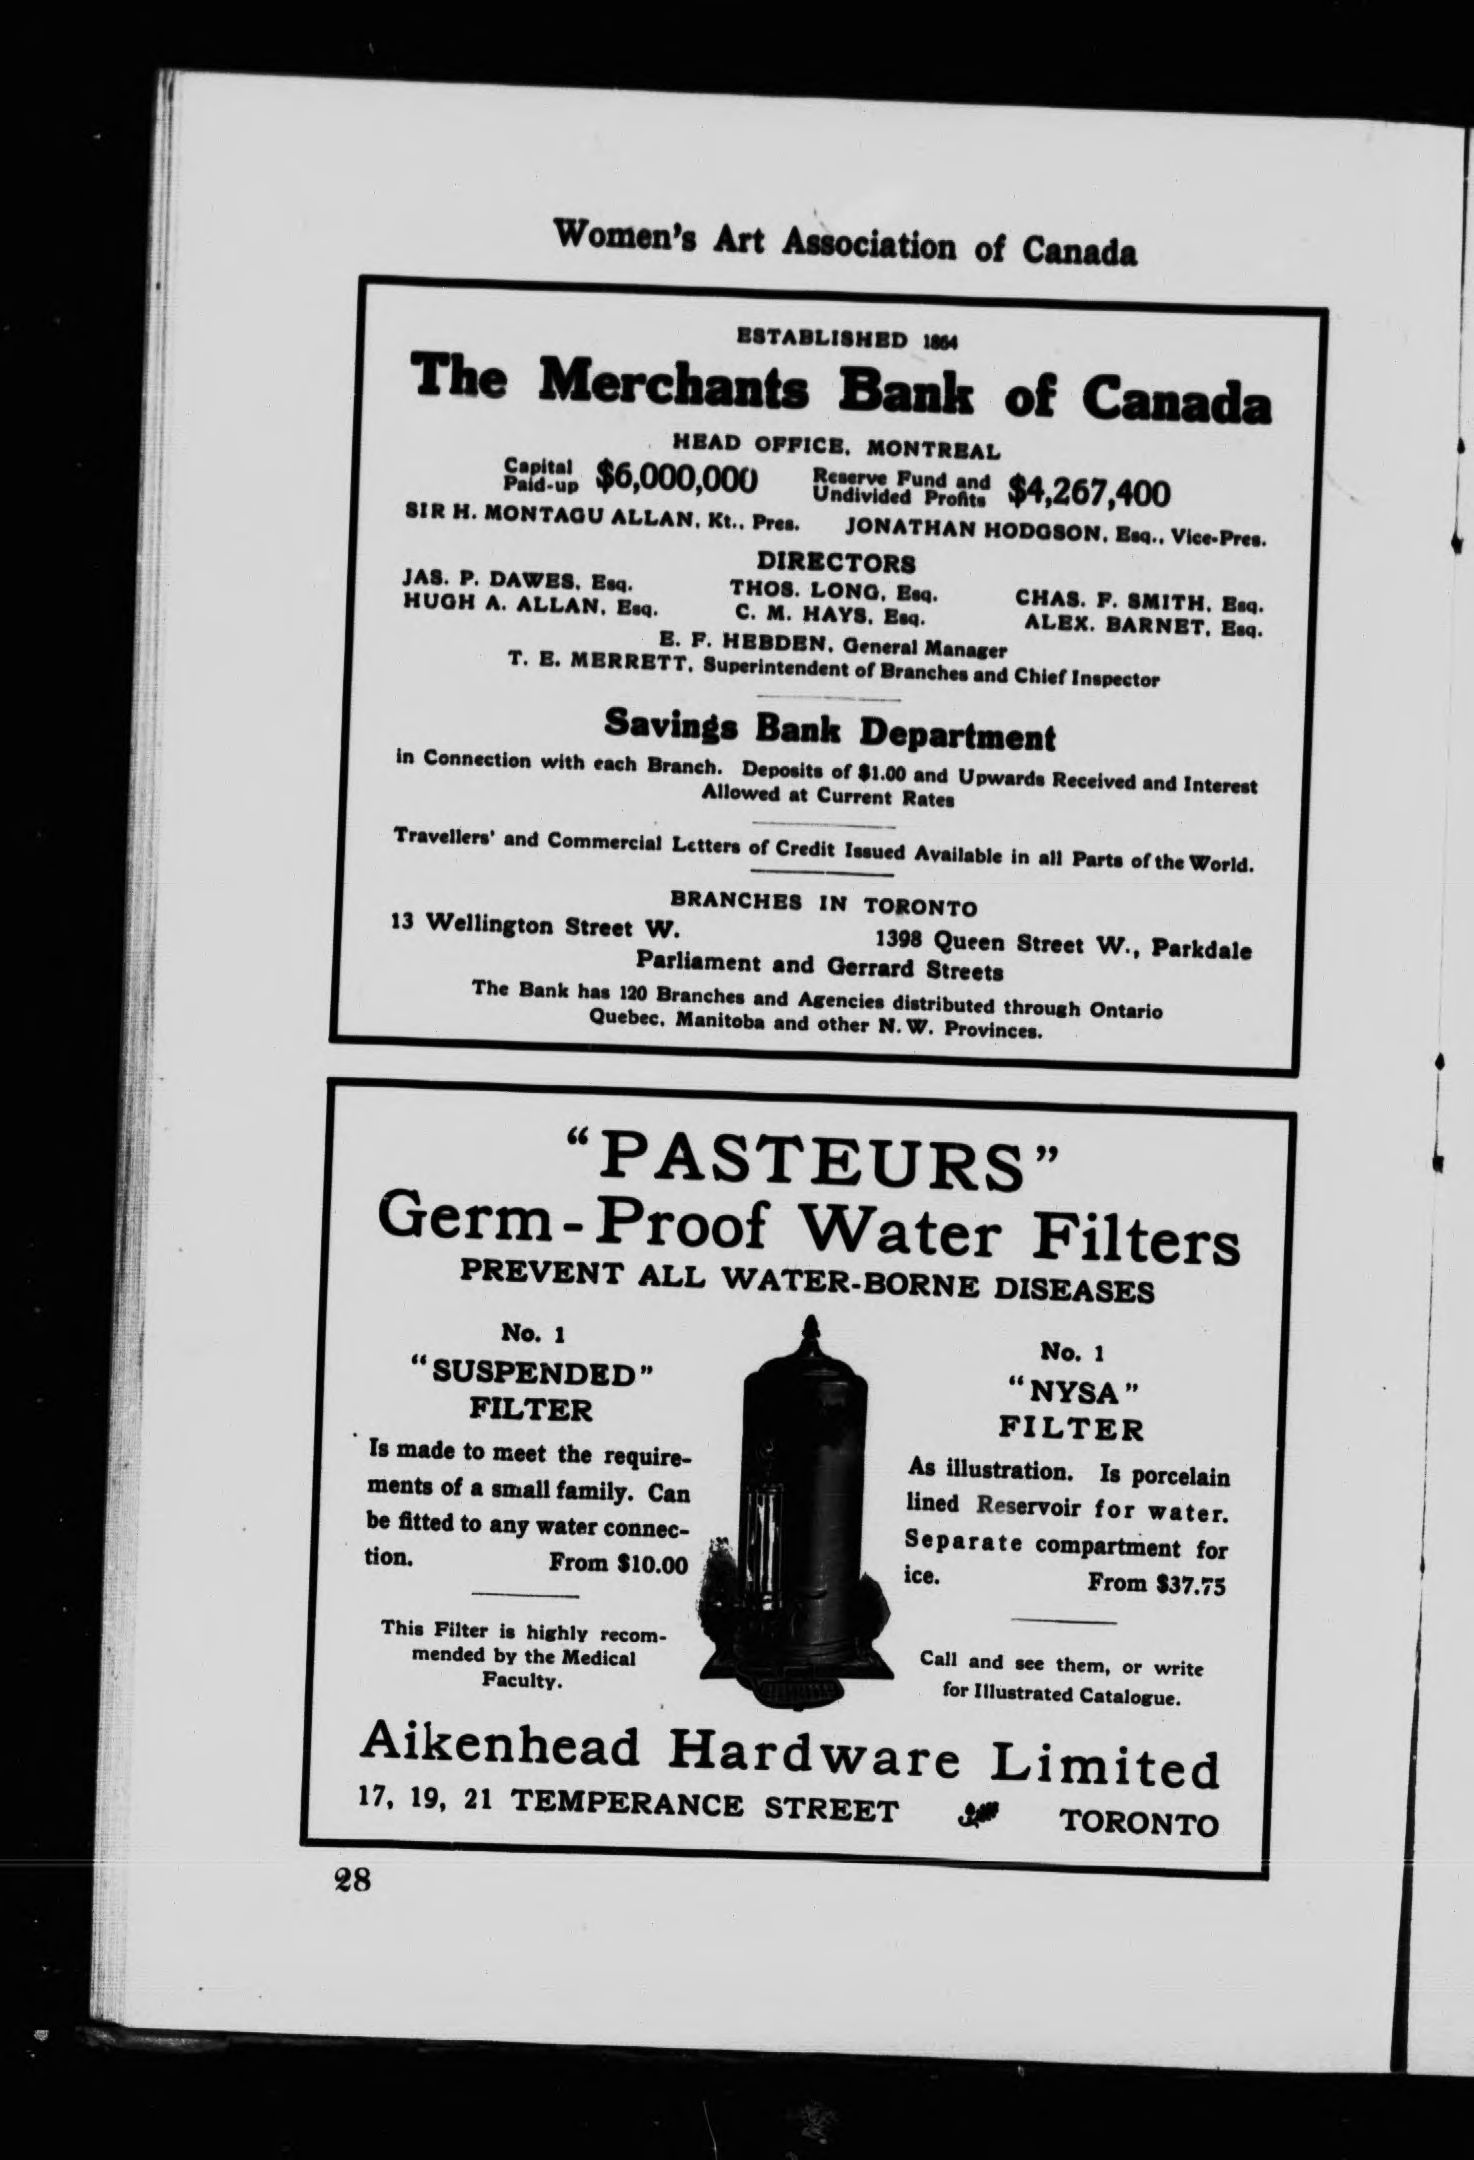 Women's Art Association of Canada
ESTABLISHED 1864
The Merchants Bank of Canada
HEAD OFFICE, MONTREAL
Capital Paid-up $6,000,000 Reserve Fund and Undivided Profits $4,267,400
SIR H. MONTAGU ALLAN, Kt., Pres. JONATHAN HODGSON, Esq., Vice-Pres.
DIRECTORS
JAS. P. DAWES, Esq. THOS. LONG, Esq. CHAS. F. SMITH, Esq.
HUGH A. ALLAN, Esq. C. M. HAYS, Esq. ALEX. BARNET, Esq.
E. F. HEBDEN, General Manager
T. E. MERRETT, Superintendent of Branches and Chief Inspector
Savings Bank Department
in Connection with each Branch. Deposits of $1.00 and Upwards Received and Interest
Allowed at Current Rates
Travellers' and Commercial Letters of Credit Issued Available in all Parts of the World.
BRANCHES IN TORONTO
13 Wellington Street W. 1398 Queen Street W., Parkdale
Parliament and Gerrard Streets
The Bank has 120 Branches and Agencies distributed through Ontario
Quebec, Manitoba and other N. W. Provinces.
"PASTEURS"
Germ-Proof Water Filters
PREVENT ALL WATER-BORNE DISEASES
No. 1
"SUSPENDED"
FILTER
Is made to meet the require-
ments of a small family. Can
be fitted to any water connec-
tion. From $10.00
This Filter is highly recom-
mended by the Medical
Faculty.
No. 1
"NYSA"
FILTER
As illustration. Is porcelain
lined Reservoir for water.
Separate compartment for
ice. From $37.75
Call and see them, or write
for Illustrated Catalogue.
Aikenhead Hardware Limited
17, 19, 21 TEMPERANCE STREET TORONTO
28